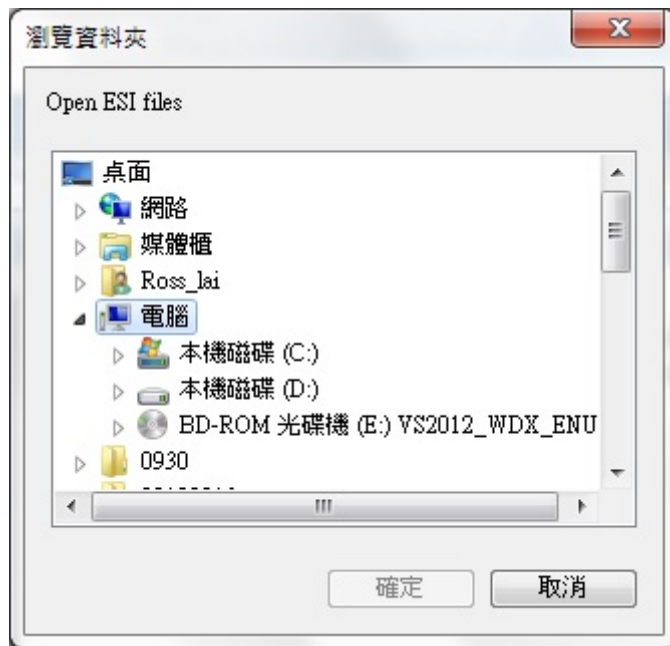 瀏覽資料夾
Open ESI files
桌面
網路
媒體櫃
Ross_lai
電腦
本機磁碟 (C:)
本機磁碟 (D:)
BD-ROM 光碟機 (E:) VS2012_WDX_ENU
0930
確定
取消